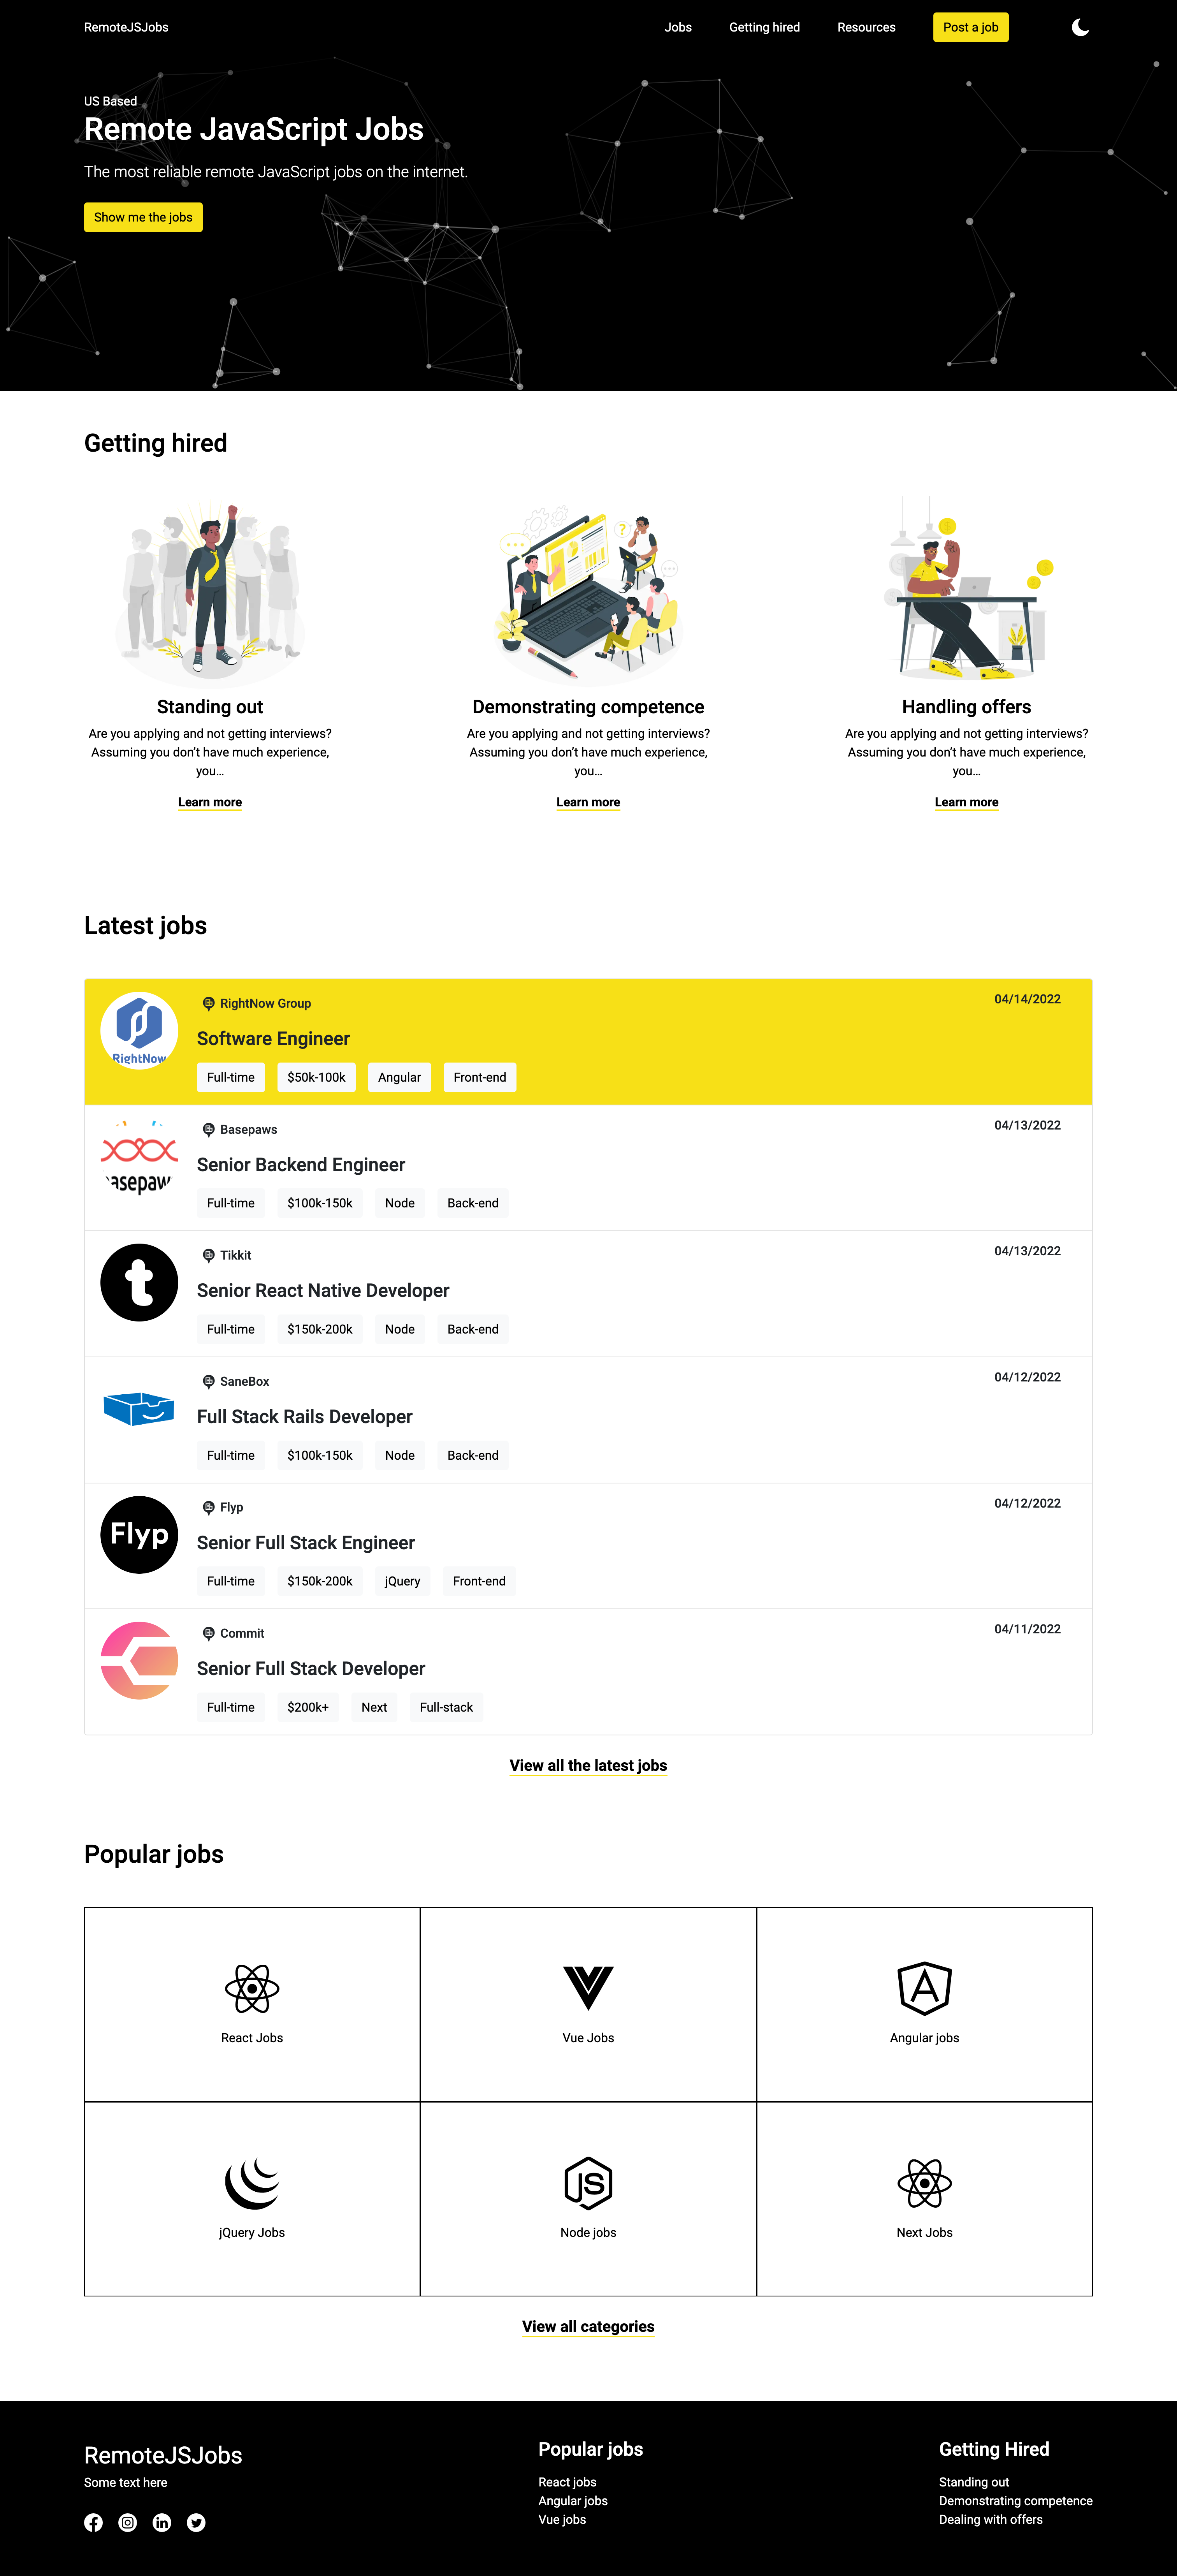 RemoteJSJobs
Jobs
Getting hired
Resources
Post a job
US Based
Remote JavaScript Jobs
The most reliable remote JavaScript jobs on the internet.
Show me the jobs
Getting hired
Standing out
Are you applying and not getting interviews?
Assuming you don’t have much experience,
you...
Learn more
Demonstrating competence
Are you applying and not getting interviews?
Assuming you don’t have much experience,
you...
Learn more
Handling offers
Are you applying and not getting interviews?
Assuming you don’t have much experience,
you...
Learn more
Latest jobs
RightNow
RightNow Group
04/14/2022
Software Engineer
Full-time
$50k-100k
Angular
Front-end
asepaw
Basepaws
04/13/2022
Senior Backend Engineer
Full-time
$100k-150k
Node
Back-end
t
Tikkit
04/13/2022
Senior React Native Developer
Full-time
$150k-200k
Node
Back-end
SaneBox
04/12/2022
Full Stack Rails Developer
Full-time
$100k-150k
Node
Back-end
Flyp
Flyp
04/12/2022
Senior Full Stack Engineer
Full-time
$150k-200k
jQuery
Front-end
Commit
04/11/2022
Senior Full Stack Developer
Full-time
$200k+
Next
Full-stack
View all the latest jobs
Popular jobs
React Jobs
Vue Jobs
Angular jobs
jQuery Jobs
JS
Node jobs
Next Jobs
View all categories
RemoteJSJobs
Some text here
Popular jobs
React jobs
Angular jobs
Vue jobs
Getting Hired
Standing out
Demonstrating competence
Dealing with offers